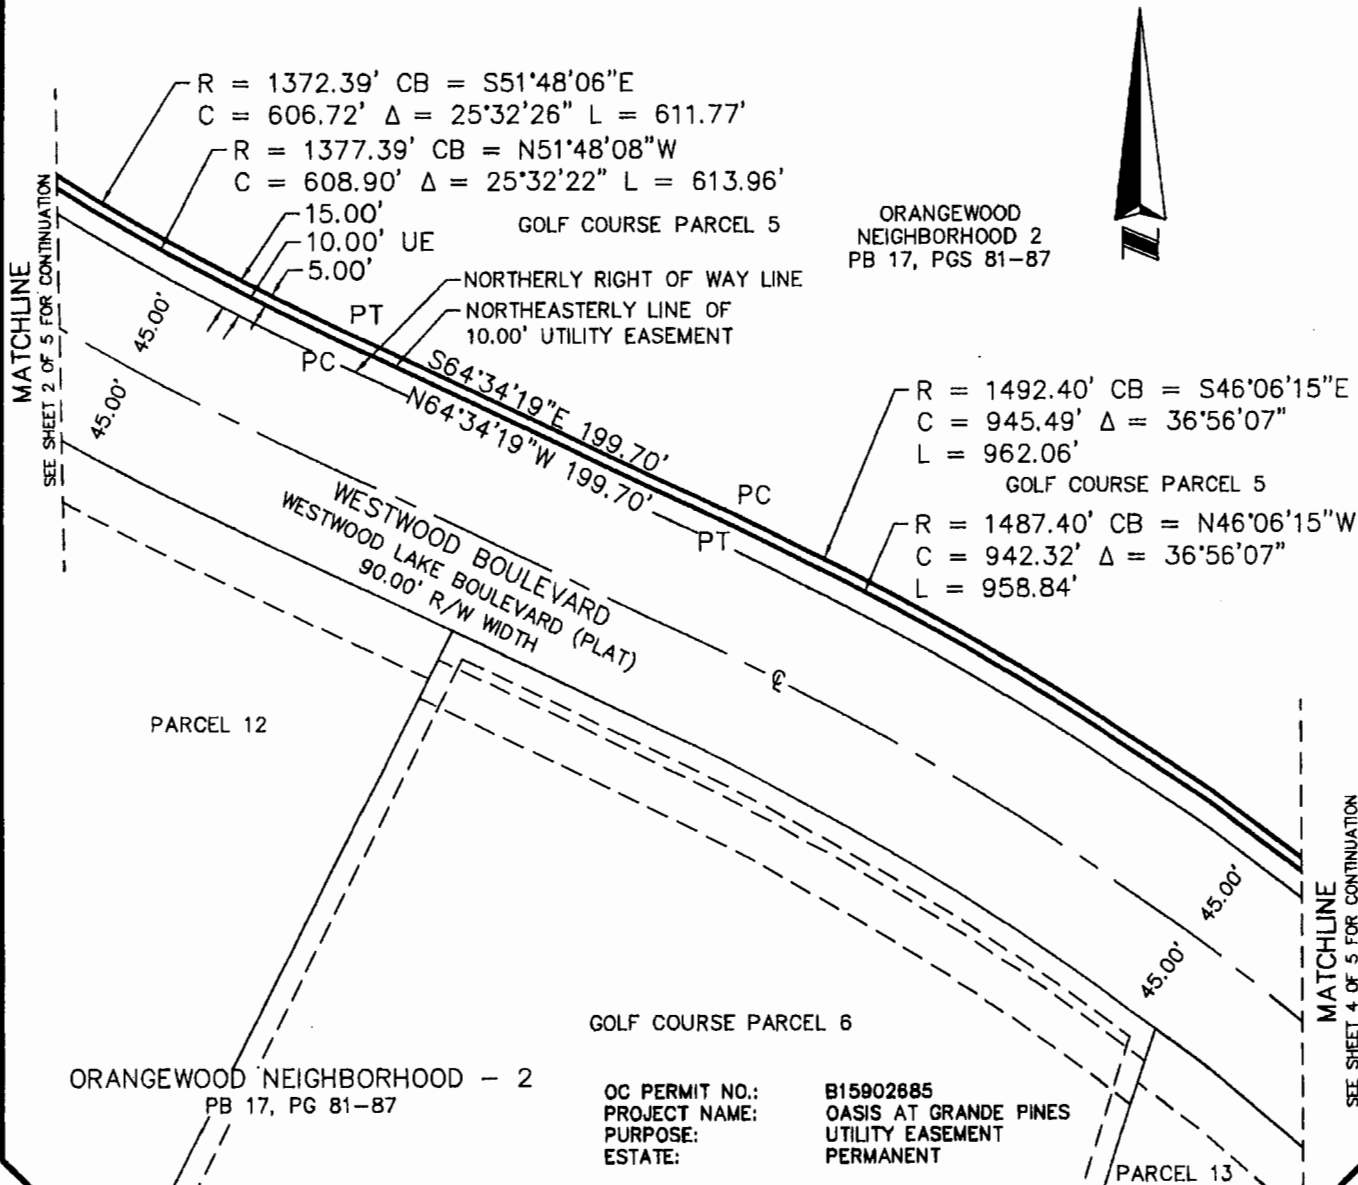 R = 1372.39' CB = S51°48'06"E
C = 606.72' Δ = 25°32'26" L = 611.77'
R = 1377.39' CB = N51°48'08"W
C = 608.90' Δ = 25°32'22" L = 613.96'
15.00'
10.00' UE
5.00'
GOLF COURSE PARCEL 5
ORANGEWOOD
NEIGHBORHOOD 2
PB 17, PGS 81-87
NORTHERLY RIGHT OF WAY LINE
NORTHEASTERLY LINE OF
10.00' UTILITY EASEMENT
MATCHLINE
SEE SHEET 2 OF 5 FOR CONTINUATION
45.00'
45.00'
PT
PC
S64°34'19"E 199.70'
N64°34'19"W 199.70'
R = 1492.40' CB = S46°06'15"E
C = 945.49' Δ = 36°56'07"
L = 962.06'
GOLF COURSE PARCEL 5
R = 1487.40' CB = N46°06'15"W
C = 942.32' Δ = 36°56'07"
L = 958.84'
PC
PT
WESTWOOD BOULEVARD
WESTWOOD LAKE BOULEVARD (PLAT)
90.00' R/W WIDTH
℄
PARCEL 12
45.00'
45.00'
MATCHLINE
SEE SHEET 4 OF 5 FOR CONTINUATION
GOLF COURSE PARCEL 6
ORANGEWOOD NEIGHBORHOOD - 2
PB 17, PG 81-87
OC PERMIT NO.: B15902685
PROJECT NAME: OASIS AT GRANDE PINES
PURPOSE: UTILITY EASEMENT
ESTATE: PERMANENT
PARCEL 13